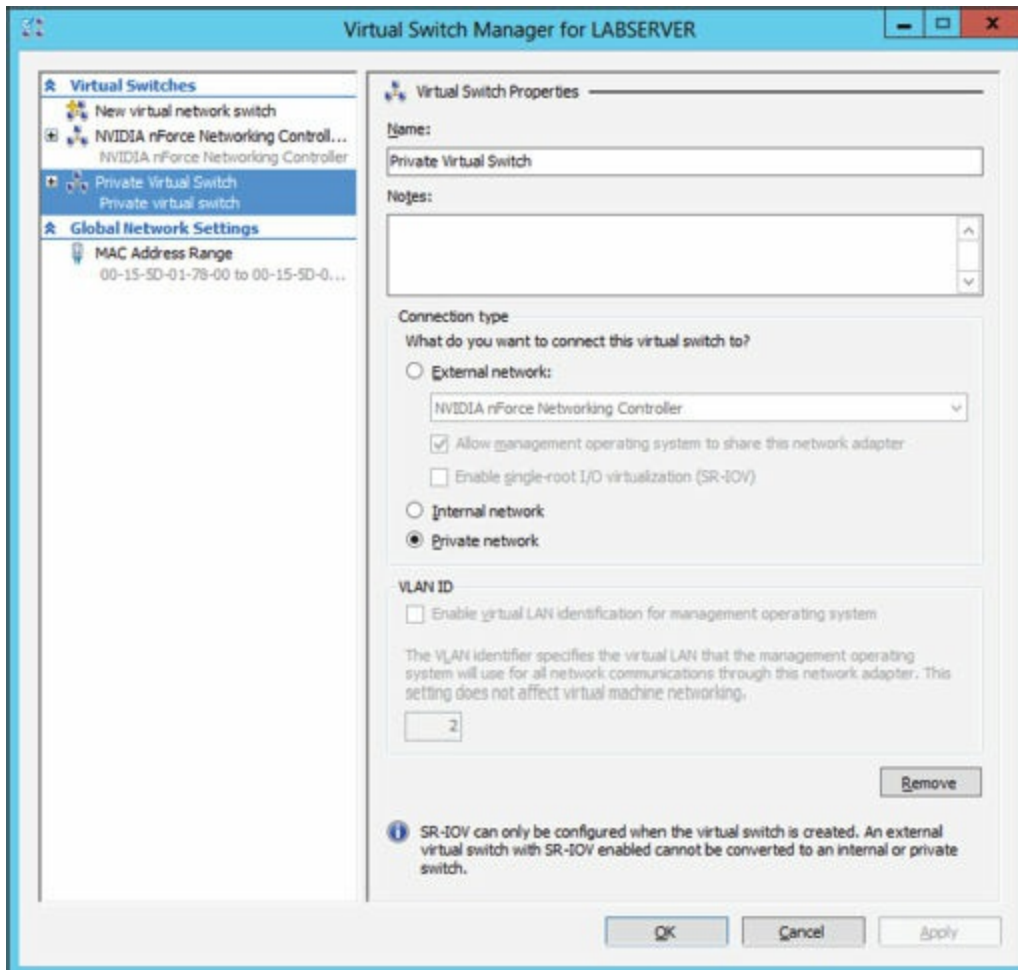 Virtual Switch Manager for LABSERVER
Virtual Switches
New virtual network switch
NVIDIA nForce Networking Controll...
NVIDIA nForce Networking Controller
Private Virtual Switch
Private virtual switch
Global Network Settings
MAC Address Range
00-15-5D-01-78-00 to 00-15-5D-0...
Virtual Switch Properties
Name:
Private Virtual Switch
Notes:
Connection type
What do you want to connect this virtual switch to?
External network:
NVIDIA nForce Networking Controller
Allow management operating system to share this network adapter
Enable single-root I/O virtualization (SR-IOV)
Internal network
Private network
VLAN ID
Enable virtual LAN identification for management operating system
The VLAN identifier specifies the virtual LAN that the management operating
system will use for all network communications through this network adapter. This
setting does not affect virtual machine networking.
2
Remove
SR-IOV can only be configured when the virtual switch is created. An external
virtual switch with SR-IOV enabled cannot be converted to an internal or private
switch.
OK
Cancel
Apply